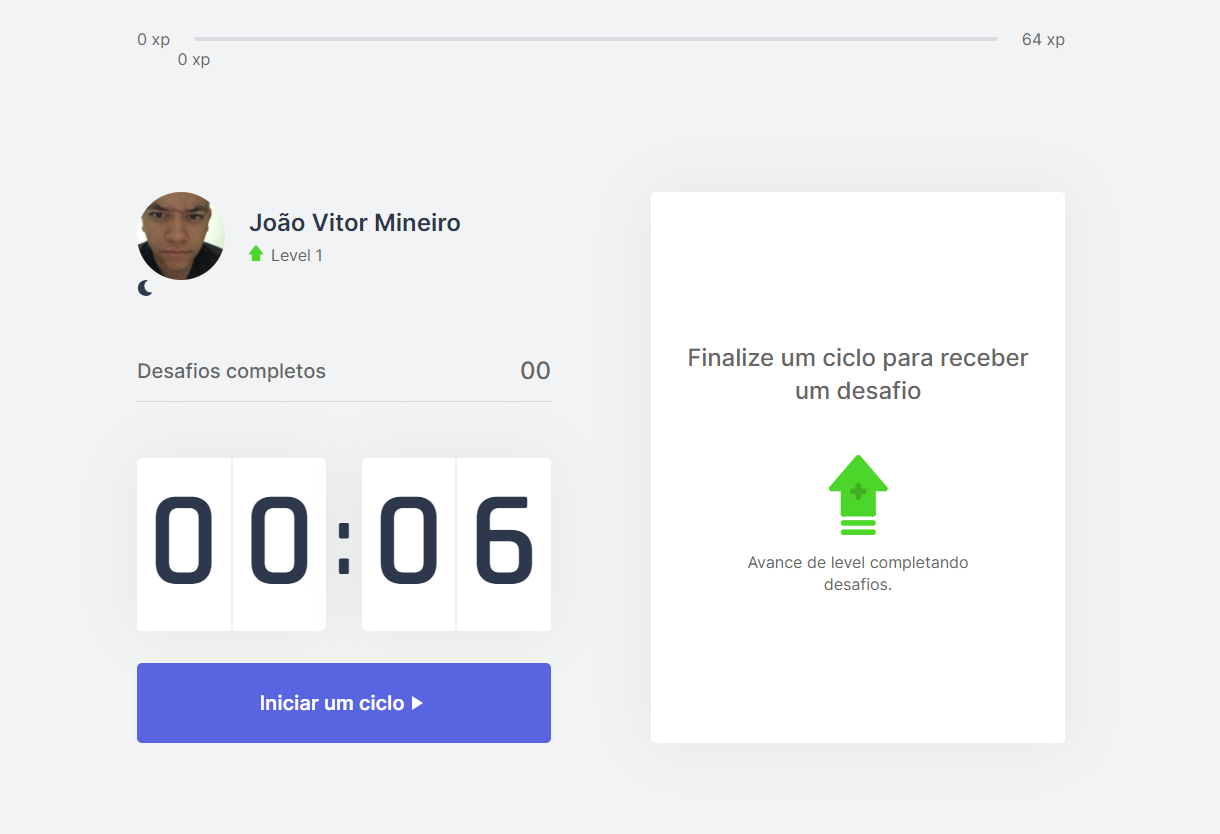 0 xp
64 xp
0 xp
João Vitor Mineiro
Level 1
Desafios completos
00
00:06
Iniciar um ciclo
Finalize um ciclo para receber
um desafio
Avance de level completando
desafios.